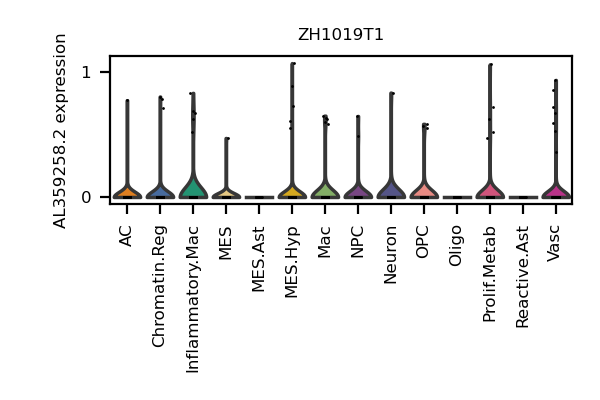 ZH1019T1
AL359258.2 expression
1
0
AC
Chromatin.Reg
Inflammatory.Mac
MES
MES.Ast
MES.Hyp
Mac
NPC
Neuron
OPC
Oligo
Prolif.Metab
Reactive.Ast
Vasc